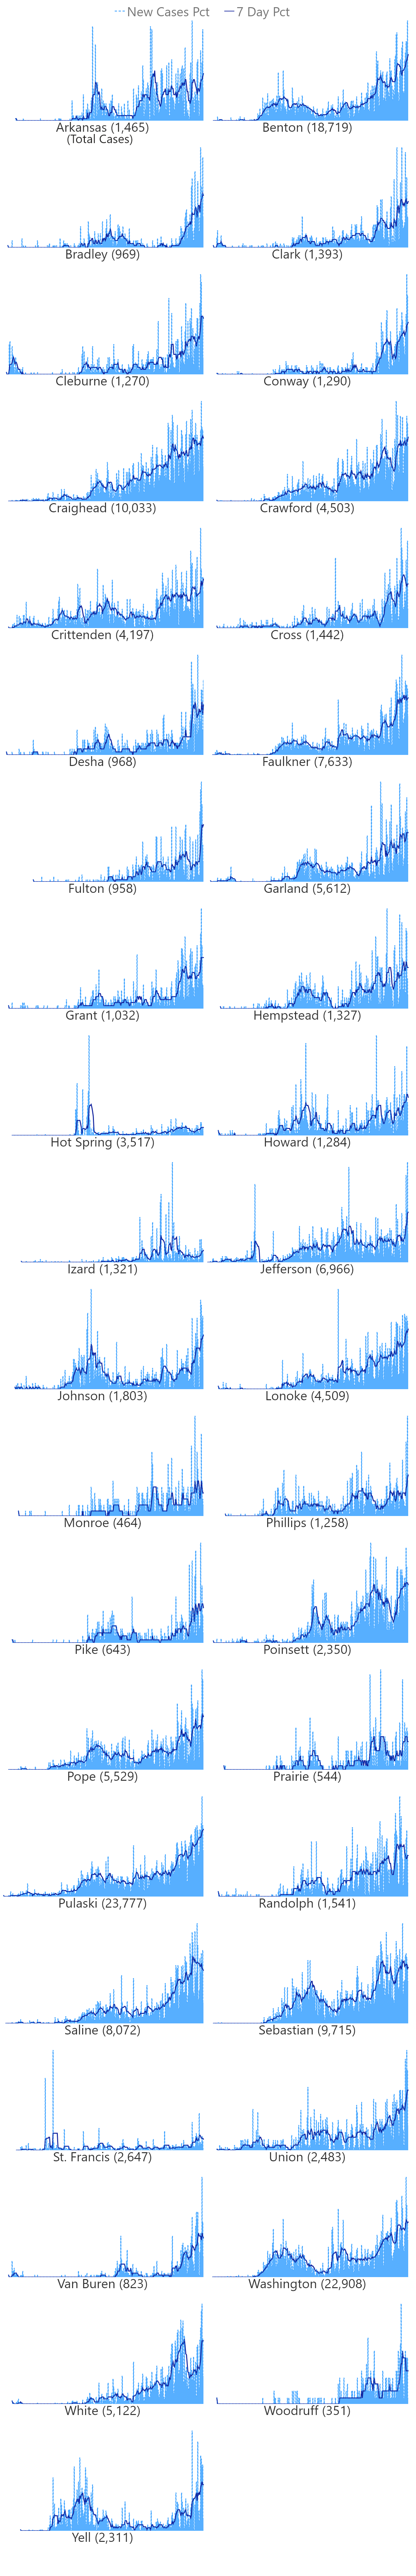 New Cases Pct 7 Day Pct
Arkansas (1,465) Benton (18,719)
(Total Cases)
Bradley (969) Clark (1,393)
Cleburne (1,270) Conway (1,290)
Craighead (10,033) Crawford (4,503)
Crittenden (4,197) Cross (1,442)
Desha (968) Faulkner (7,633)
Fulton (958) Garland (5,612)
Grant (1,032) Hempstead (1,327)
Hot Spring (3,517) Howard (1,284)
Izard (1,321) Jefferson (6,966)
Johnson (1,803) Lonoke (4,509)
Monroe (464) Phillips (1,258)
Pike (643) Poinsett (2,350)
Pope (5,529) Prairie (544)
Pulaski (23,777) Randolph (1,541)
Saline (8,072) Sebastian (9,715)
St. Francis (2,647) Union (2,483)
Van Buren (823) Washington (22,908)
White (5,122) Woodruff (351)
Yell (2,311)